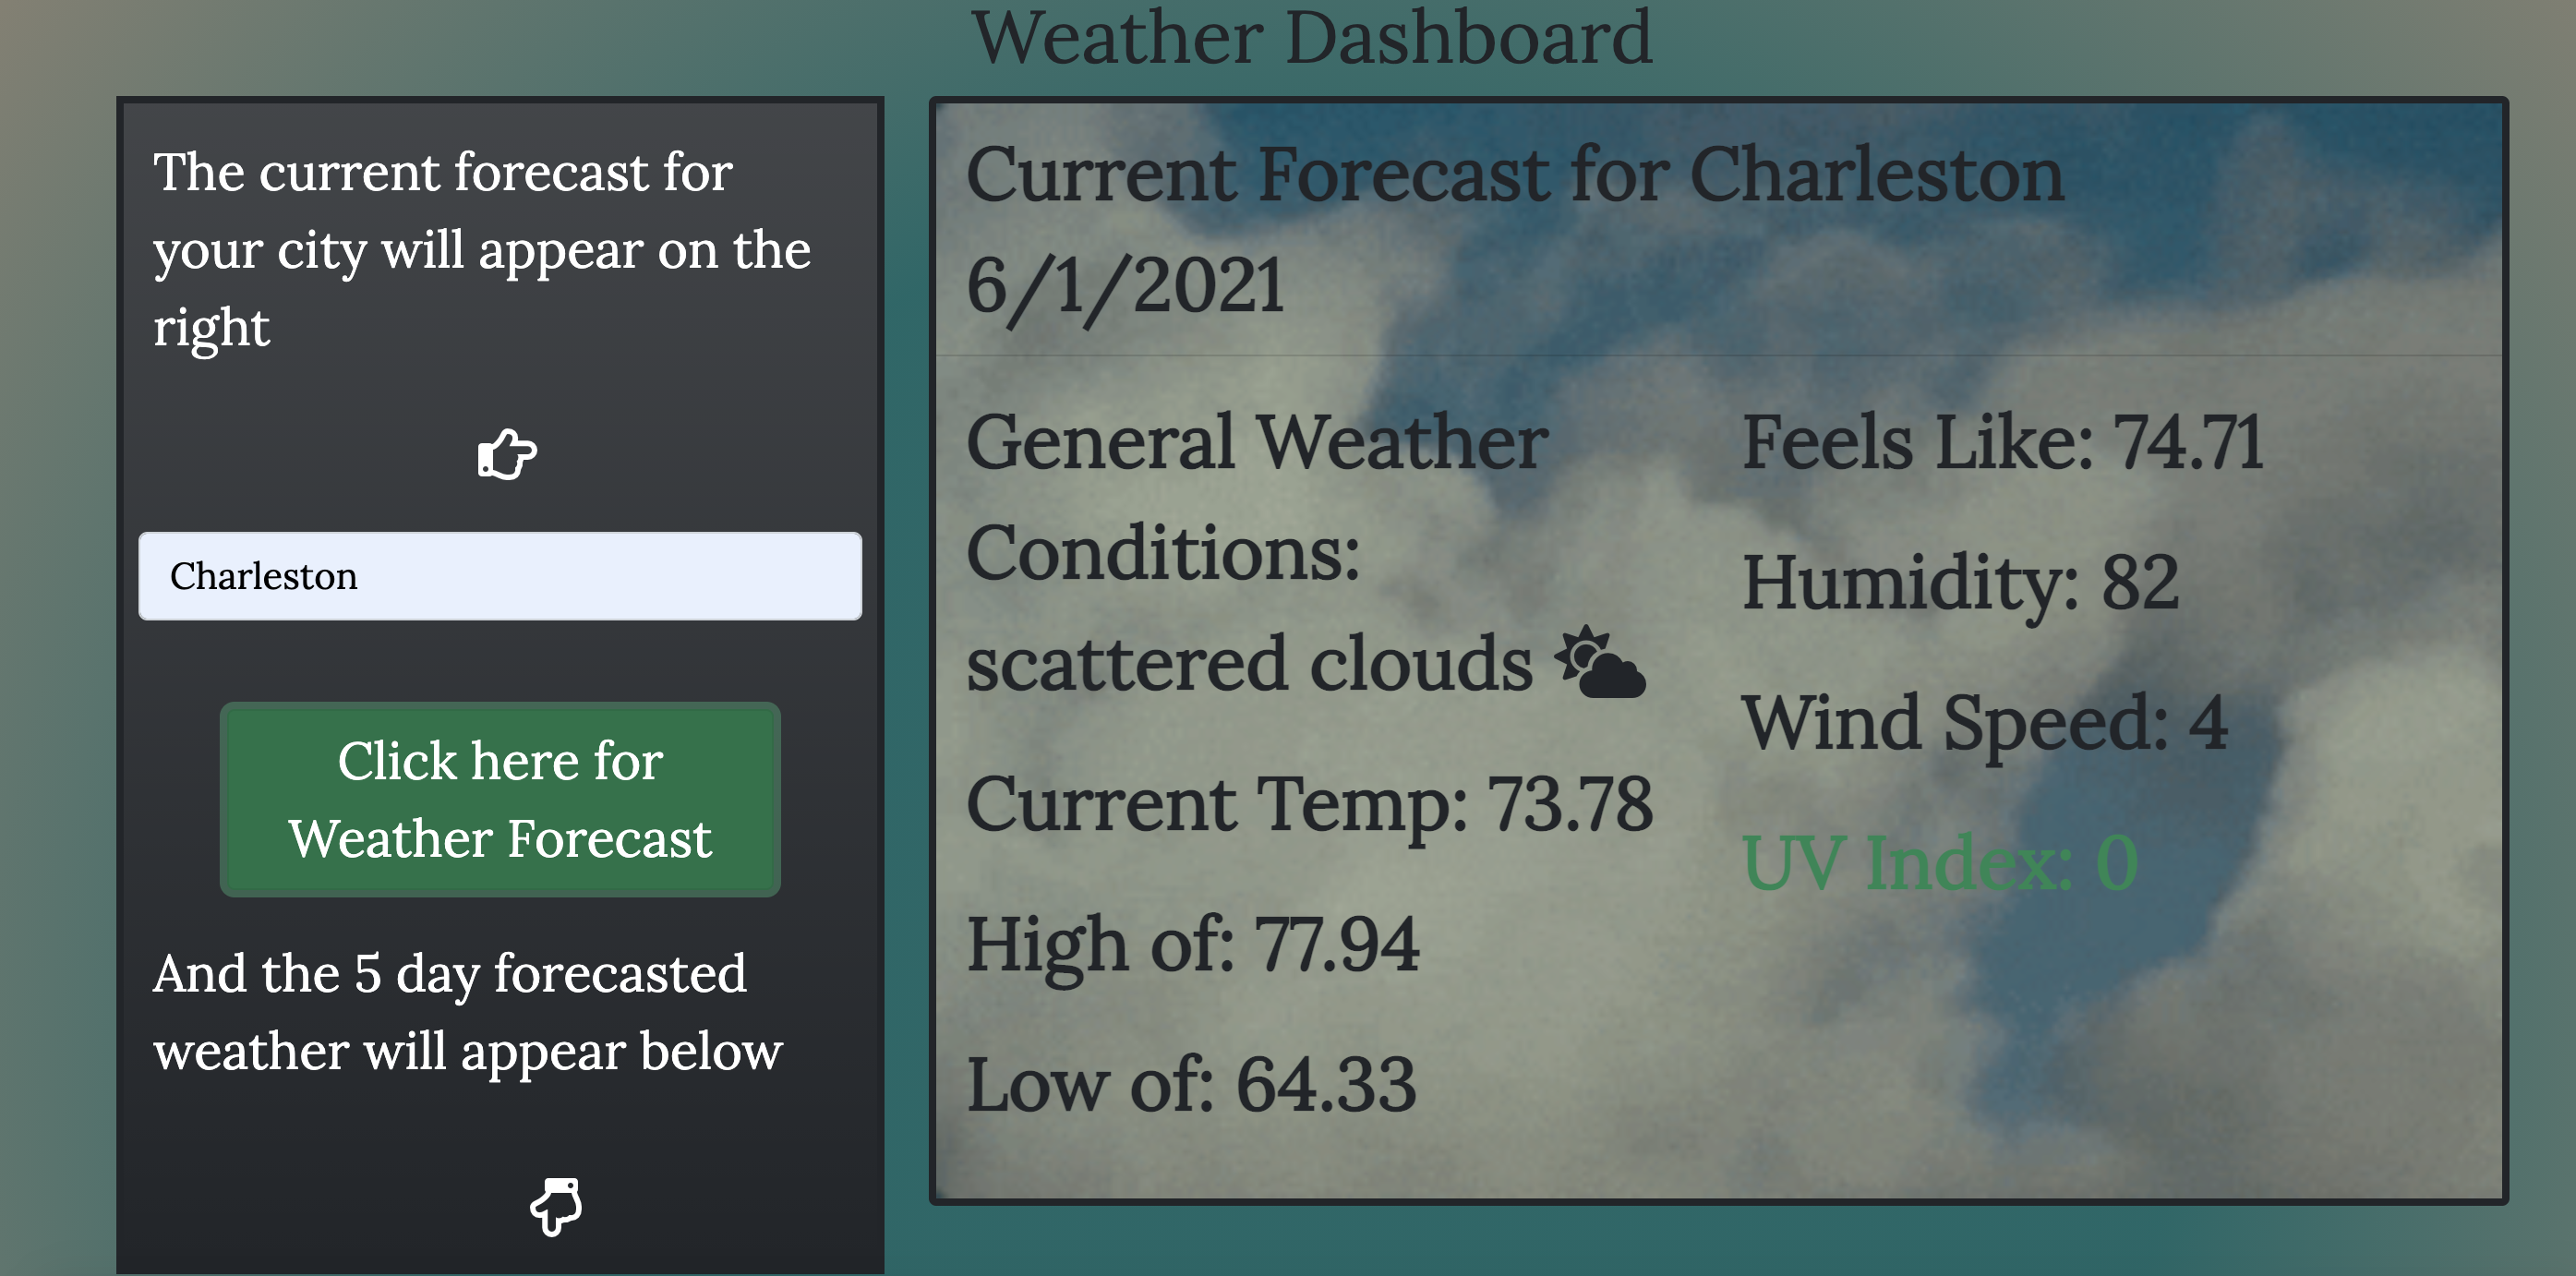 Weather Dashboard
The current forecast for
your city will appear on the
right
Charleston
Click here for
Weather Forecast
And the 5 day forecasted
weather will appear below
Current Forecast for Charleston
6/1/2021
General Weather
Conditions:
scattered clouds
Current Temp: 73.78
High of: 77.94
Low of: 64.33
Feels Like: 74.71
Humidity: 82
Wind Speed: 4
UV Index: 0